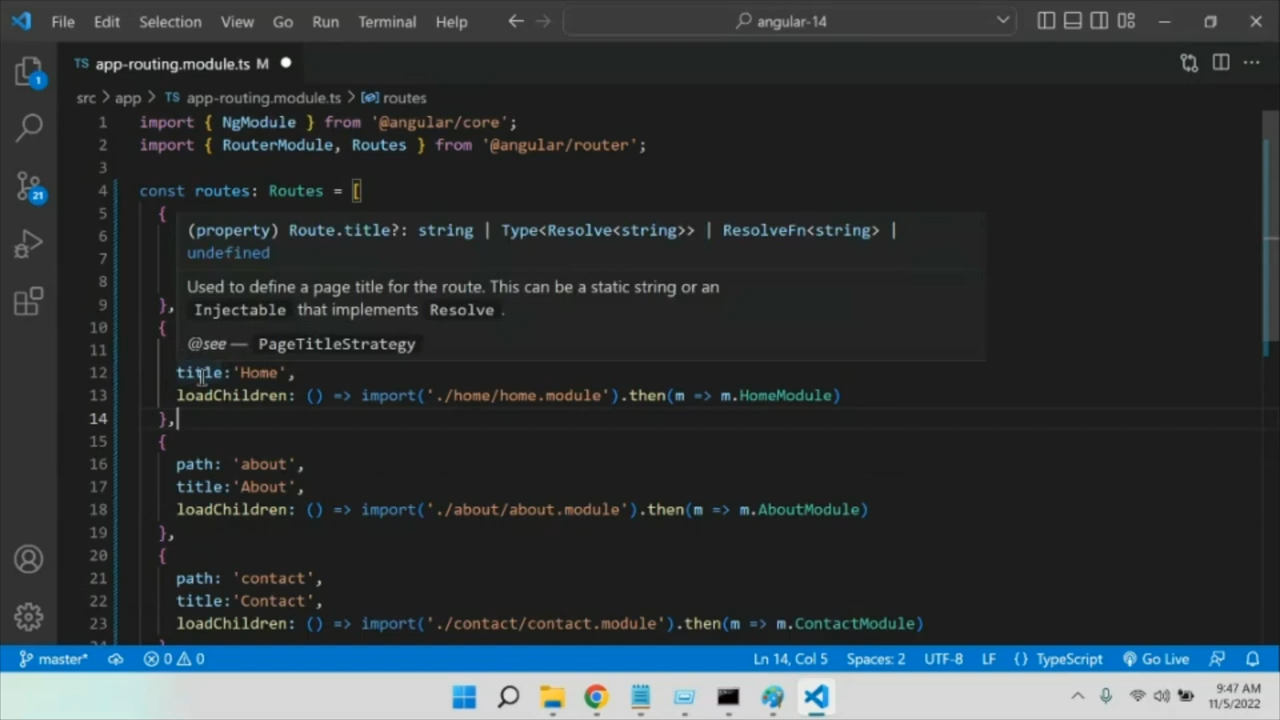 File Edit Selection View Go Run Terminal Help angular-14
TS app-routing.module.ts M
1
src > app > TS app-routing.module.ts > routes
1 import { NgModule } from '@angular/core';
2 import { RouterModule, Routes } from '@angular/router';
3
4 const routes: Routes = [
21
5 {
6 (property) Route.title?: string | Type<Resolve<string>> | ResolveFn<string> |
7 undefined
8 Used to define a page title for the route. This can be a static string or an
9 }, Injectable that implements Resolve .
10 {
11 @see — PageTitleStrategy
12 title:'Home',
13 loadChildren: () => import('./home/home.module').then(m => m.HomeModule)
14 },
15 {
16 path: 'about',
17 title:'About',
18 loadChildren: () => import('./about/about.module').then(m => m.AboutModule)
19 },
20 {
21 path: 'contact',
22 title:'Contact',
23 loadChildren: () => import('./contact/contact.module').then(m => m.ContactModule)
master* 0 0 Ln 14, Col 5 Spaces: 2 UTF-8 LF {} TypeScript Go Live
9:47 AM
11/5/2022